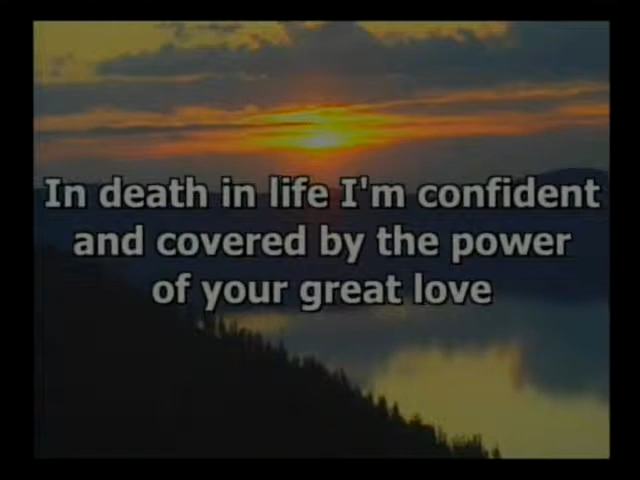 In death in life I'm confident
and covered by the power
of your great love